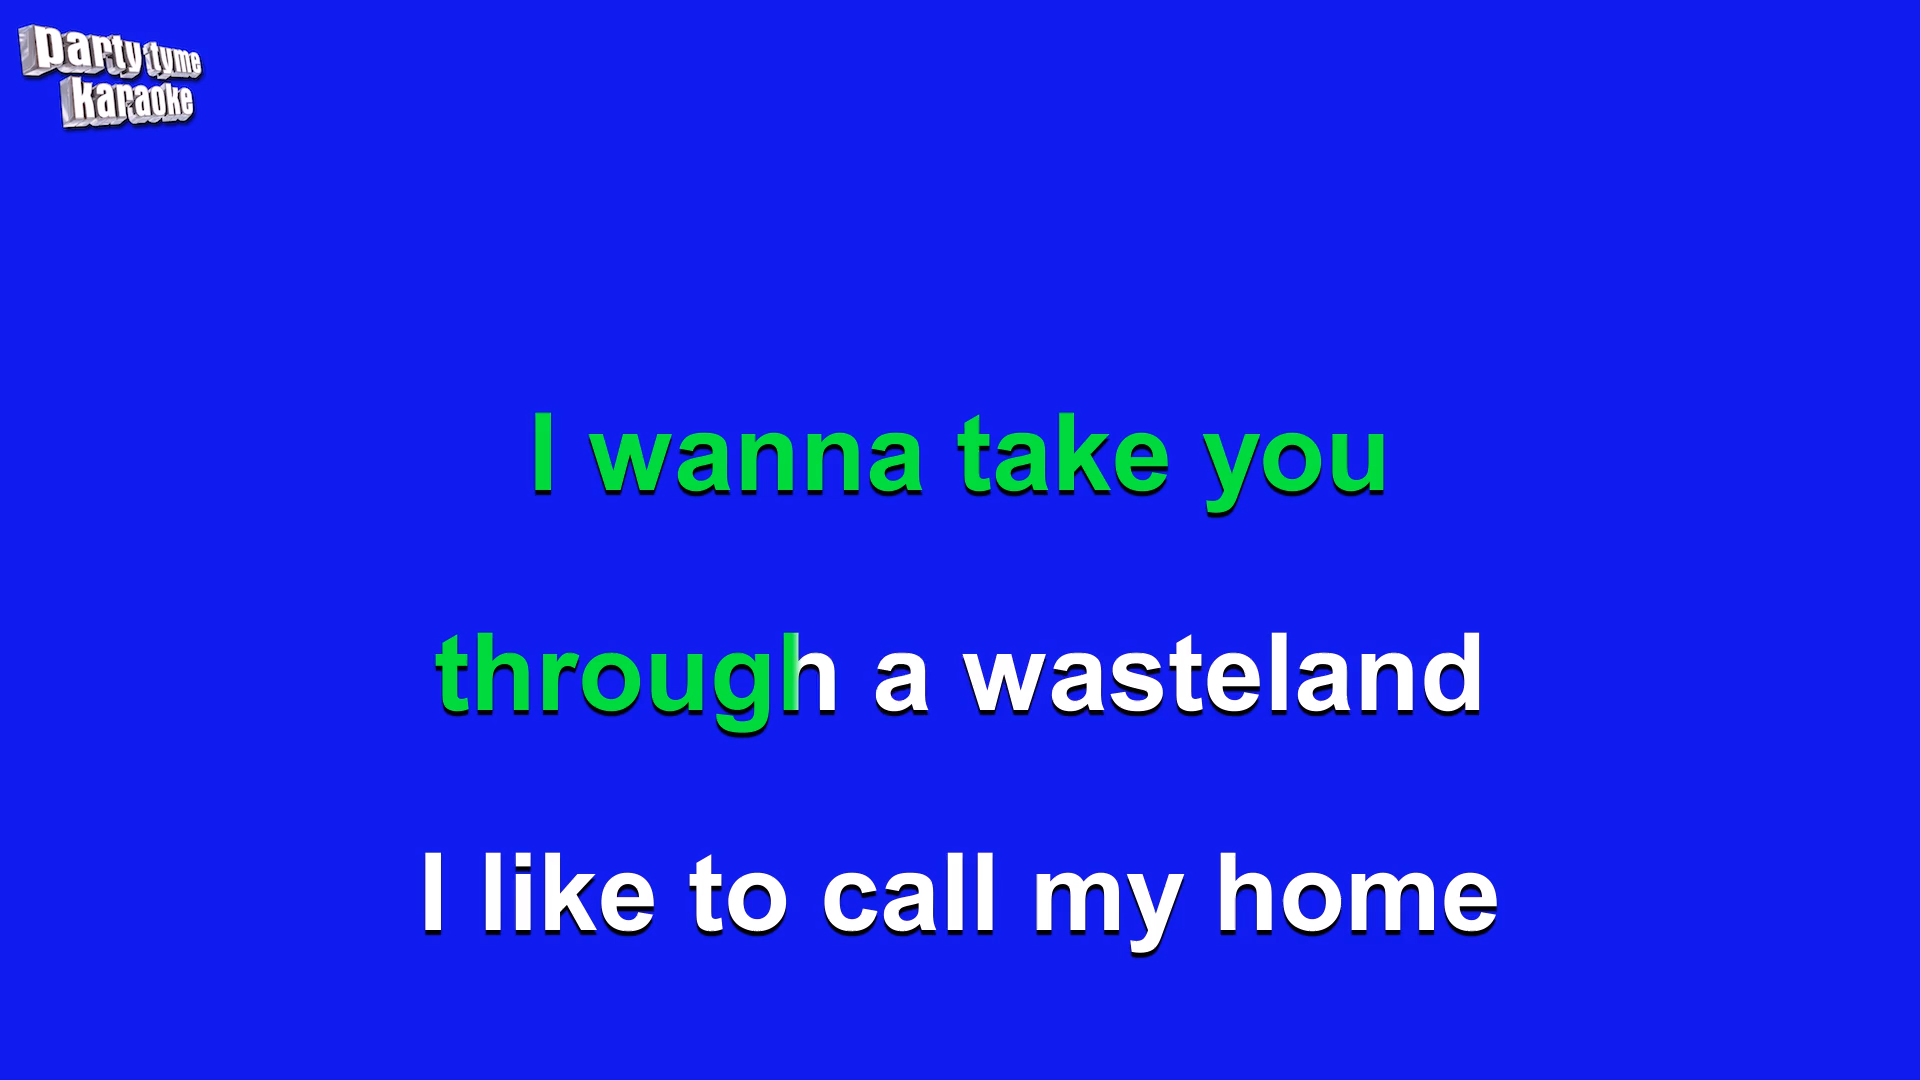 party tyme
karaoke
I wanna take you
through a wasteland
I like to call my home